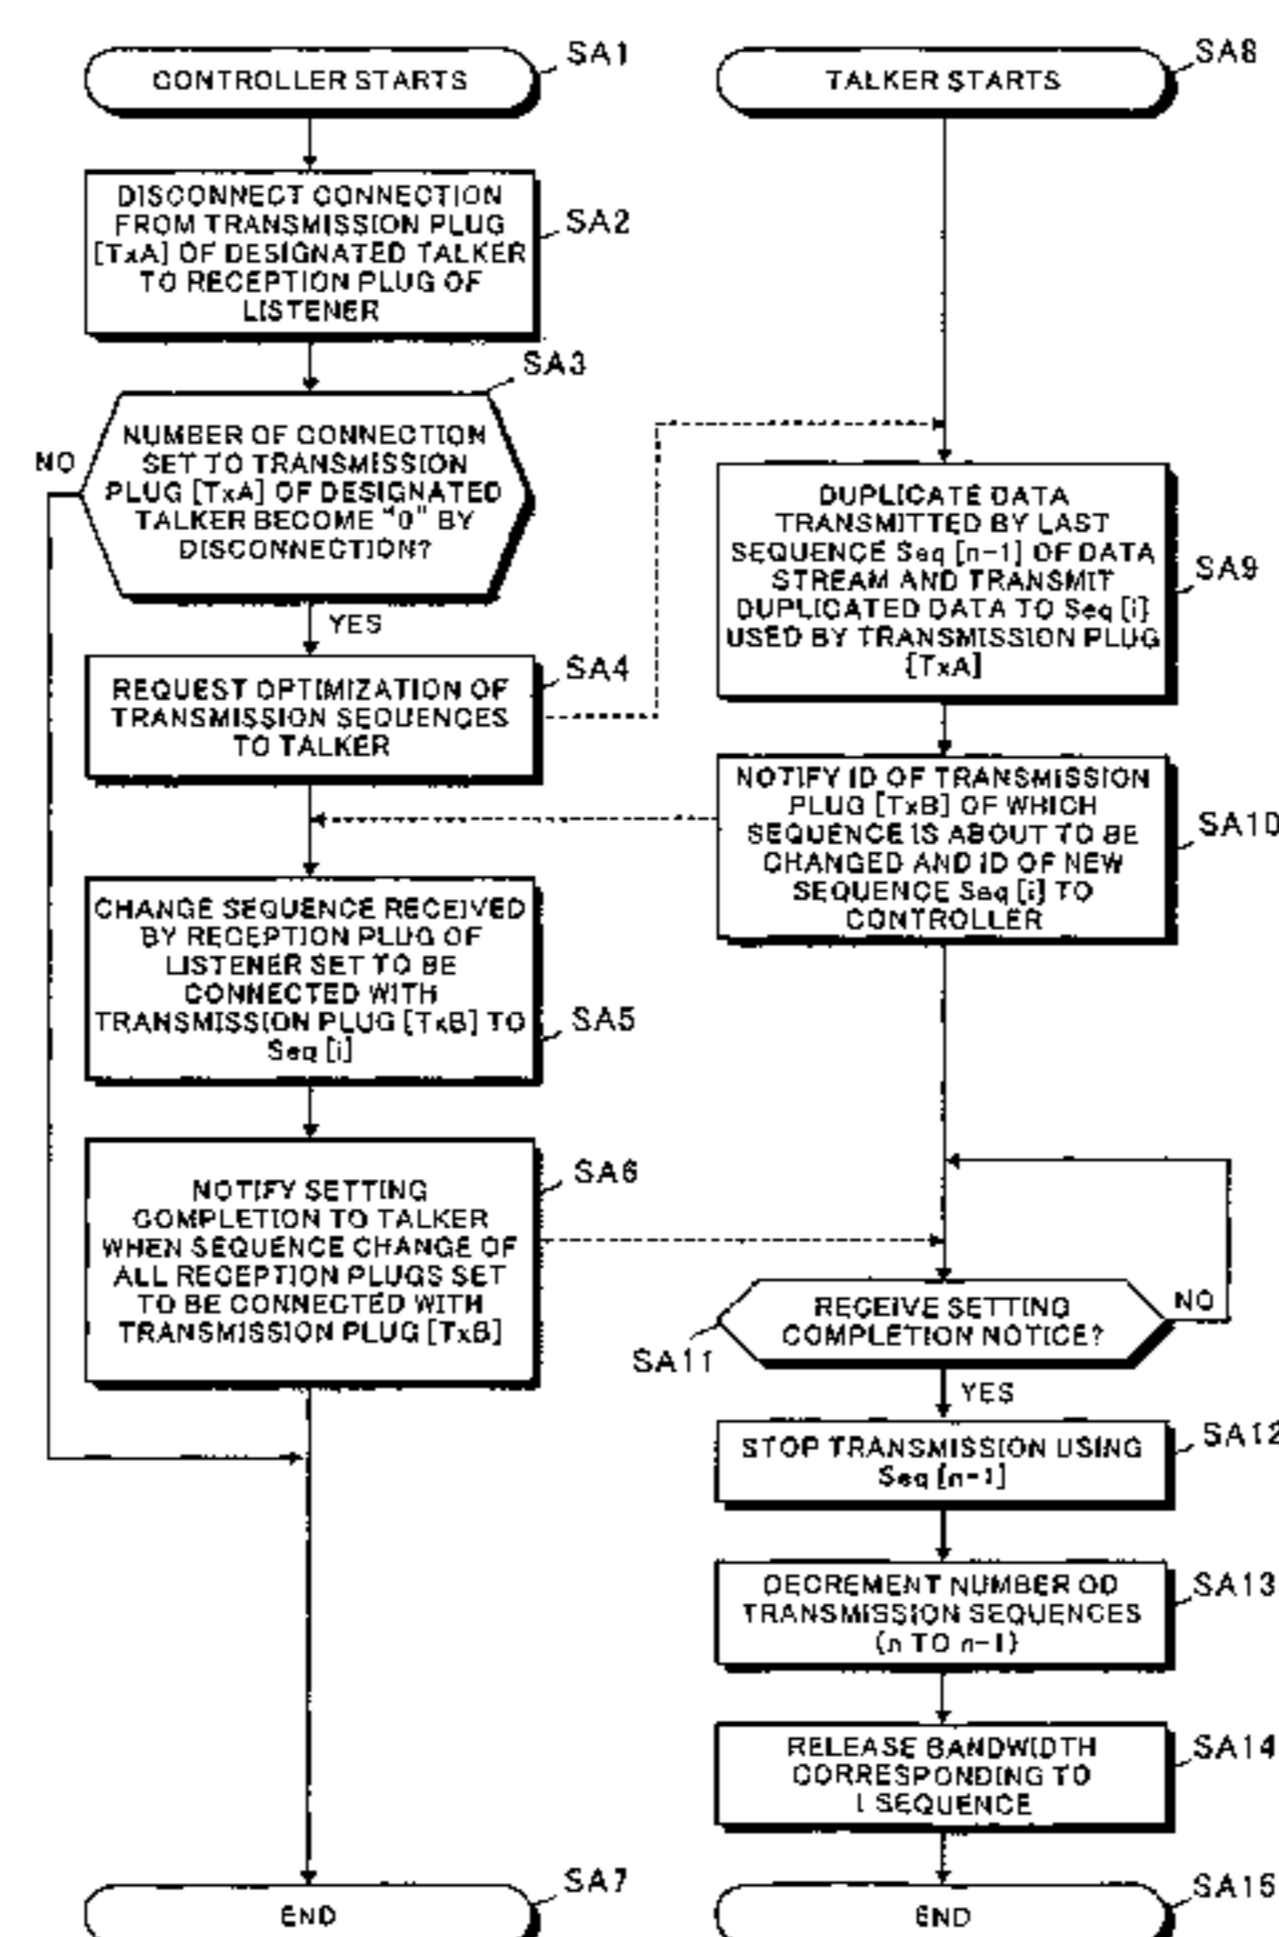 CONTROLLER STARTS
SA1
DISCONNECT CONNECTION
FROM TRANSMISSION PLUG
[TxA] OF DESIGNATED TALKER
TO RECEPTION PLUG OF
LISTENER
SA2
SA3
NUMBER OF CONNECTION
SET TO TRANSMISSION
PLUG [TxA] OF DESIGNATED
TALKER BECOME "0" BY
DISCONNECTION?
NO
YES
REQUEST OPTIMIZATION OF
TRANSMISSION SEQUENCES
TO TALKER
SA4
CHANGE SEQUENCE RECEIVED
BY RECEPTION PLUG OF
LISTENER SET TO BE
CONNECTED WITH
TRANSMISSION PLUG [TxB] TO
Seq [i]
SA5
NOTIFY SETTING
COMPLETION TO TALKER
WHEN SEQUENCE CHANGE OF
ALL RECEPTION PLUGS SET
TO BE CONNECTED WITH
TRANSMISSION PLUG [TxB]
SA6
END
SA7
TALKER STARTS
SA8
DUPLICATE DATA
TRANSMITTED BY LAST
SEQUENCE Seq [n-1] OF DATA
STREAM AND TRANSMIT
DUPLICATED DATA TO Seq [i]
USED BY TRANSMISSION PLUG
[TxA]
SA9
NOTIFY ID OF TRANSMISSION
PLUG [TxB] OF WHICH
SEQUENCE IS ABOUT TO BE
CHANGED AND ID OF NEW
SEQUENCE Seq [i] TO
CONTROLLER
SA10
RECEIVE SETTING
COMPLETION NOTICE?
NO
SA11
YES
STOP TRANSMISSION USING
Seq [n-1]
SA12
DECREMENT NUMBER OD
TRANSMISSION SEQUENCES
(n TO n-1)
SA13
RELEASE BANDWIDTH
CORRESPONDING TO
1 SEQUENCE
SA14
END
SA15